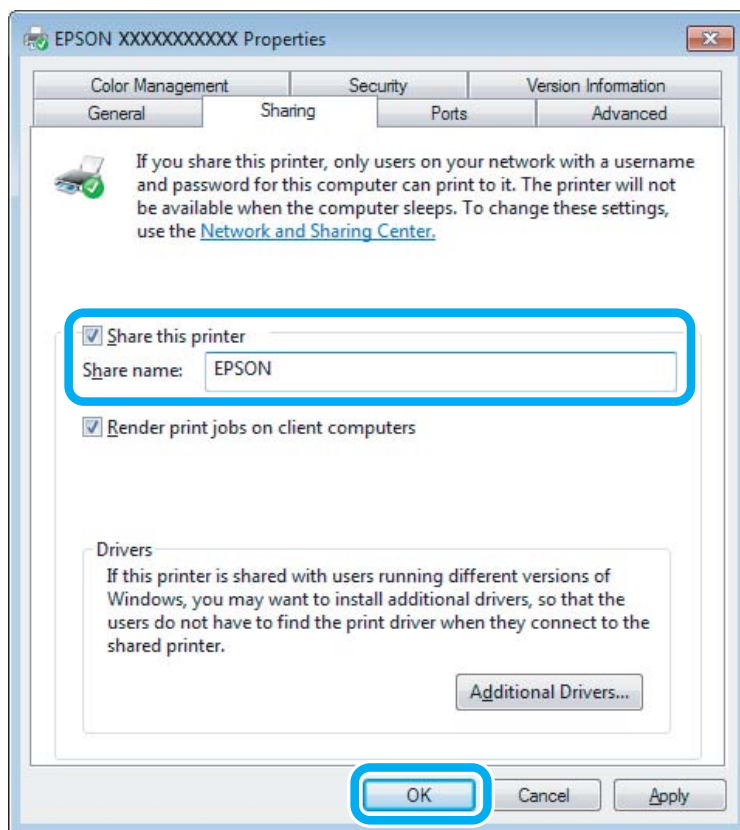 EPSON XXXXXXXXXXX Properties
Color Management Security Version Information
General Sharing Ports Advanced
If you share this printer, only users on your network with a username
and password for this computer can print to it. The printer will not
be available when the computer sleeps. To change these settings,
use the Network and Sharing Center.
Share this printer
Share name: EPSON
Render print jobs on client computers
Drivers
If this printer is shared with users running different versions of
Windows, you may want to install additional drivers, so that the
users do not have to find the print driver when they connect to the
shared printer.
Additional Drivers...
OK Cancel Apply